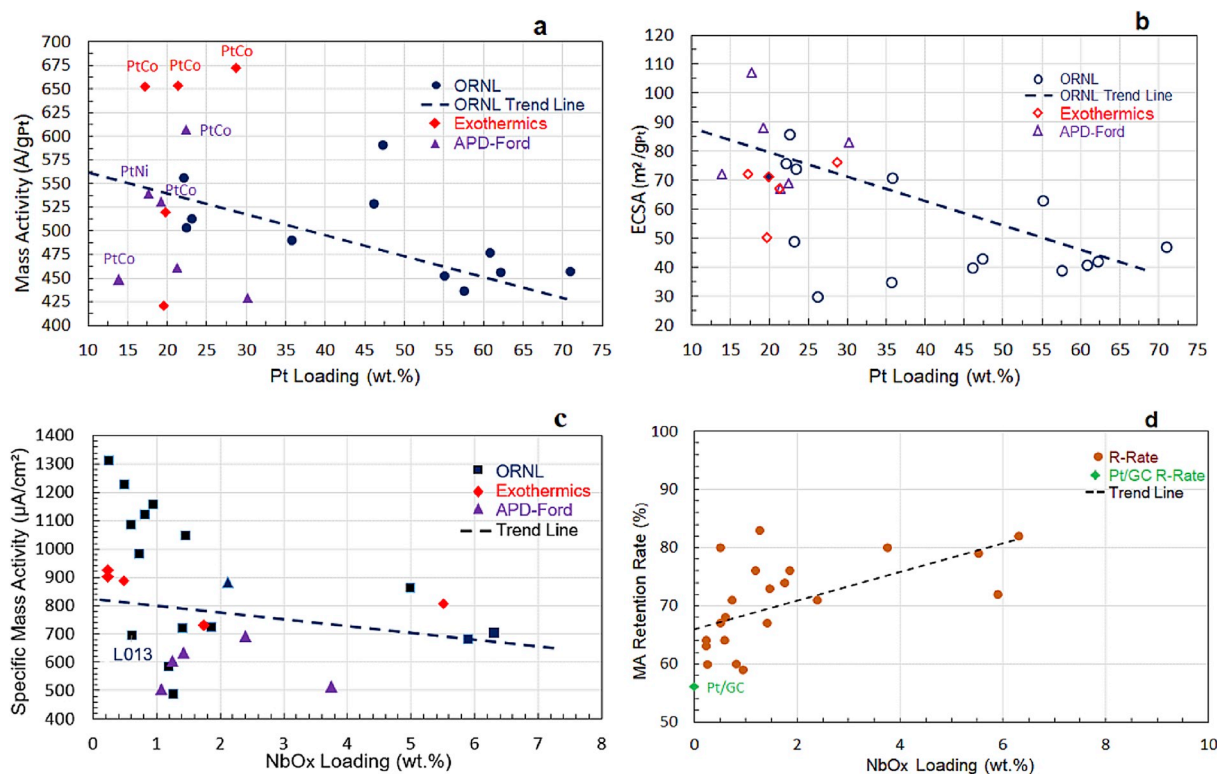 a
Mass Activity (A/gPt)
700
675
650
625
600
575
550
525
500
475
450
425
400
PtCo
PtCo
PtCo
PtCo
PtNi
PtCo
PtCo
ORNL
ORNL Trend Line
Exothermics
APD-Ford
10 15 20 25 30 35 40 45 50 55 60 65 70 75
Pt Loading (wt.%)
b
ECSA (m²/gPt)
120
110
100
90
80
70
60
50
40
30
20
ORNL
ORNL Trend Line
Exothermics
APD-Ford
10 15 20 25 30 35 40 45 50 55 60 65 70 75
Pt Loading (wt.%)
c
Specific Mass Activity (µA/cm²)
1400
1300
1200
1100
1000
900
800
700
600
500
400
ORNL
Exothermics
APD-Ford
Trend Line
L013
0 1 2 3 4 5 6 7 8
NbOx Loading (wt.%)
d
MA Retention Rate (%)
100
90
80
70
60
50
R-Rate
Pt/GC R-Rate
Trend Line
Pt/GC
0 2 4 6 8 10
NbOx Loading (wt.%)